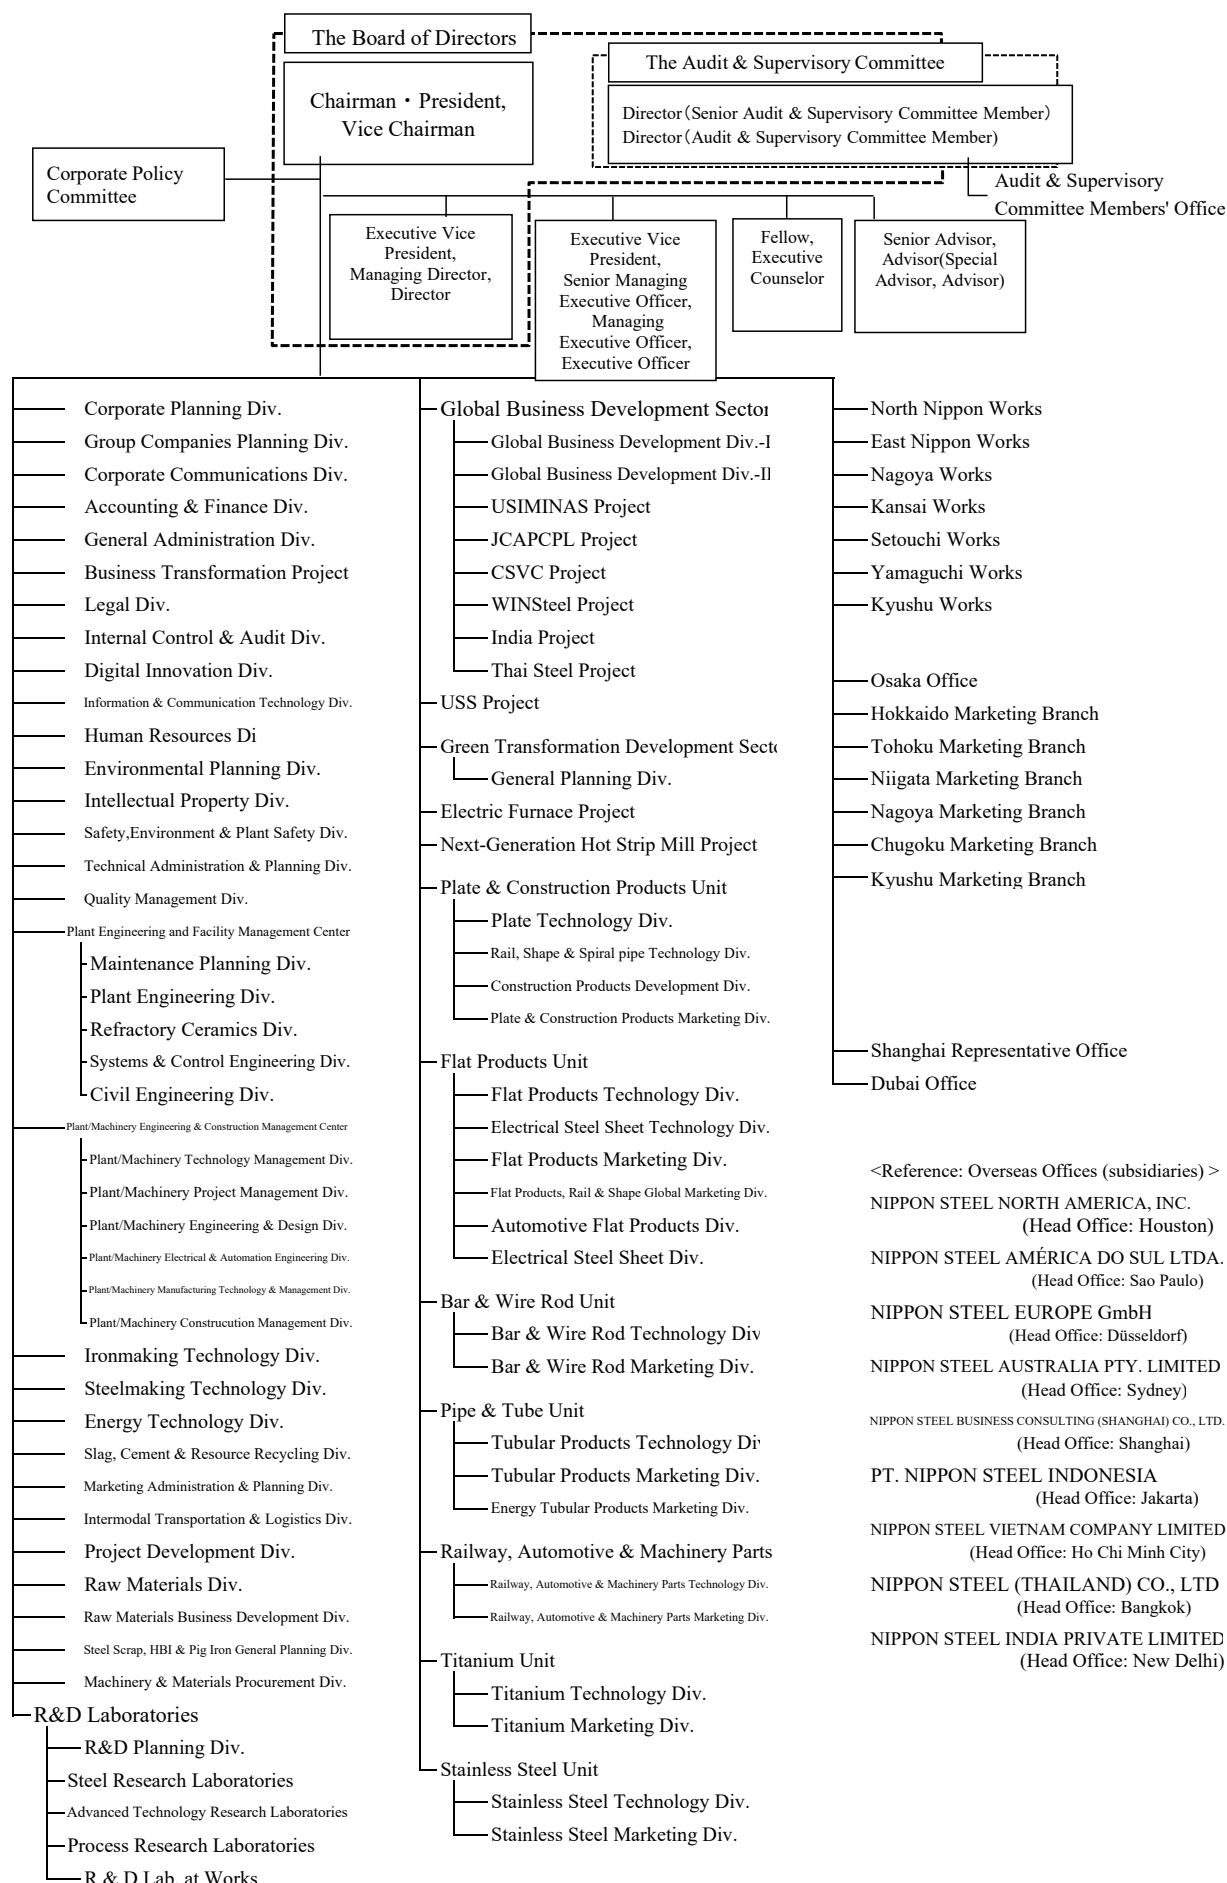 The Board of Directors
The Audit & Supervisory Committee
Chairman・President,
Vice Chairman
Director(Senior Audit & Supervisory Committee Member)
Director(Audit & Supervisory Committee Member)
Corporate Policy
Committee
Audit & Supervisory
Committee Members' Office
Executive Vice
President,
Managing Director,
Director
Executive Vice
President,
Senior Managing
Executive Officer,
Managing
Executive Officer,
Executive Officer
Fellow,
Executive
Counselor
Senior Advisor,
Advisor(Special
Advisor, Advisor)
Corporate Planning Div.
Group Companies Planning Div.
Corporate Communications Div.
Accounting & Finance Div.
General Administration Div.
Business Transformation Project
Legal Div.
Internal Control & Audit Div.
Digital Innovation Div.
Information & Communication Technology Div.
Human Resources Di
Environmental Planning Div.
Intellectual Property Div.
Safety,Environment & Plant Safety Div.
Technical Administration & Planning Div.
Quality Management Div.
Plant Engineering and Facility Management Center
Maintenance Planning Div.
Plant Engineering Div.
Refractory Ceramics Div.
Systems & Control Engineering Div.
Civil Engineering Div.
Plant/Machinery Engineering & Construction Management Center
Plant/Machinery Technology Management Div.
Plant/Machinery Project Management Div.
Plant/Machinery Engineering & Design Div.
Plant/Machinery Electrical & Automation Engineering Div.
Plant/Machinery Manufacturing Technology & Management Div.
Plant/Machinery Construcution Management Div.
Ironmaking Technology Div.
Steelmaking Technology Div.
Energy Technology Div.
Slag, Cement & Resource Recycling Div.
Marketing Administration & Planning Div.
Intermodal Transportation & Logistics Div.
Project Development Div.
Raw Materials Div.
Raw Materials Business Development Div.
Steel Scrap, HBI & Pig Iron General Planning Div.
Machinery & Materials Procurement Div.
R&D Laboratories
R&D Planning Div.
Steel Research Laboratories
Advanced Technology Research Laboratories
Process Research Laboratories
R & D Lab. at Works
Global Business Development Sector
Global Business Development Div.-I
Global Business Development Div.-II
USIMINAS Project
JCAPCPL Project
CSVC Project
WINSteel Project
India Project
Thai Steel Project
USS Project
Green Transformation Development Secto
General Planning Div.
Electric Furnace Project
Next-Generation Hot Strip Mill Project
Plate & Construction Products Unit
Plate Technology Div.
Rail, Shape & Spiral pipe Technology Div.
Construction Products Development Div.
Plate & Construction Products Marketing Div.
Flat Products Unit
Flat Products Technology Div.
Electrical Steel Sheet Technology Div.
Flat Products Marketing Div.
Flat Products, Rail & Shape Global Marketing Div.
Automotive Flat Products Div.
Electrical Steel Sheet Div.
Bar & Wire Rod Unit
Bar & Wire Rod Technology Div
Bar & Wire Rod Marketing Div.
Pipe & Tube Unit
Tubular Products Technology Div
Tubular Products Marketing Div.
Energy Tubular Products Marketing Div.
Railway, Automotive & Machinery Parts
Railway, Automotive & Machinery Parts Technology Div.
Railway, Automotive & Machinery Parts Marketing Div.
Titanium Unit
Titanium Technology Div.
Titanium Marketing Div.
Stainless Steel Unit
Stainless Steel Technology Div.
Stainless Steel Marketing Div.
North Nippon Works
East Nippon Works
Nagoya Works
Kansai Works
Setouchi Works
Yamaguchi Works
Kyushu Works
Osaka Office
Hokkaido Marketing Branch
Tohoku Marketing Branch
Niigata Marketing Branch
Nagoya Marketing Branch
Chugoku Marketing Branch
Kyushu Marketing Branch
Shanghai Representative Office
Dubai Office
<Reference: Overseas Offices (subsidiaries) >
NIPPON STEEL NORTH AMERICA, INC.
(Head Office: Houston)
NIPPON STEEL AMÉRICA DO SUL LTDA.
(Head Office: Sao Paulo)
NIPPON STEEL EUROPE GmbH
(Head Office: Düsseldorf)
NIPPON STEEL AUSTRALIA PTY. LIMITED
(Head Office: Sydney)
NIPPON STEEL BUSINESS CONSULTING (SHANGHAI) CO., LTD.
(Head Office: Shanghai)
PT. NIPPON STEEL INDONESIA
(Head Office: Jakarta)
NIPPON STEEL VIETNAM COMPANY LIMITED
(Head Office: Ho Chi Minh City)
NIPPON STEEL (THAILAND) CO., LTD
(Head Office: Bangkok)
NIPPON STEEL INDIA PRIVATE LIMITED
(Head Office: New Delhi)